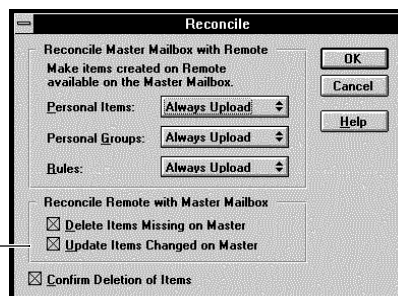 Reconcile
Reconcile Master Mailbox with Remote
Make items created on Remote
available on the Master Mailbox.
Personal Items: Always Upload
Personal Groups: Always Upload
Rules: Always Upload
OK
Cancel
Help
Reconcile Remote with Master Mailbox
Delete Items Missing on Master
Update Items Changed on Master
Confirm Deletion of Items